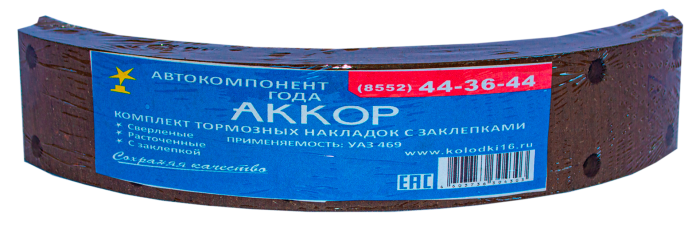 АВТОКОМПОНЕНТ
ГОДА
(8552) 44-36-44
АККОР
КОМПЛЕКТ ТОРМОЗНЫХ НАКЛАДОК С ЗАКЛЕПКАМИ
★ Сверленые
★ Расточенные
★ С заклепкой
ПРИМЕНЯЕМОСТЬ: УАЗ 469
www.kolodki16.ru
Сохраняя качество
ЕАС